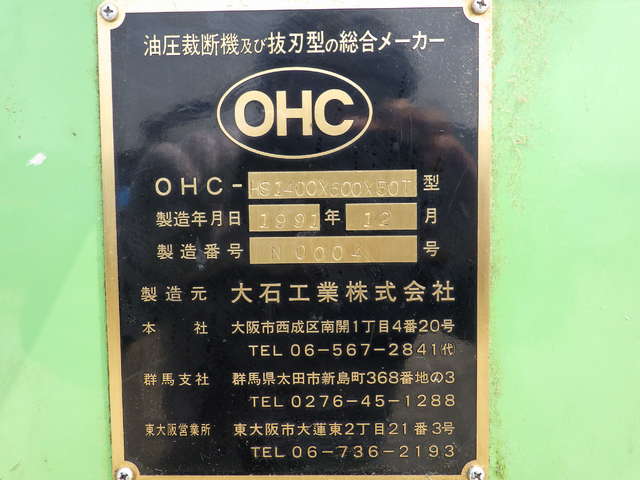 油圧裁断機及び抜刃型の総合メーカー
OHC
OHC-HS1400X600X50T型
製造年月日 1991年 12月
製造番号 N0004 号
製造元 大石工業株式会社
本社 大阪市西成区南開1丁目4番20号
TEL 06-567-2841代
群馬支社 群馬県太田市新島町368番地の3
TEL 0276-45-1288
東大阪営業所 東大阪市大蓮東2丁目21番3号
TEL 06-736-2193